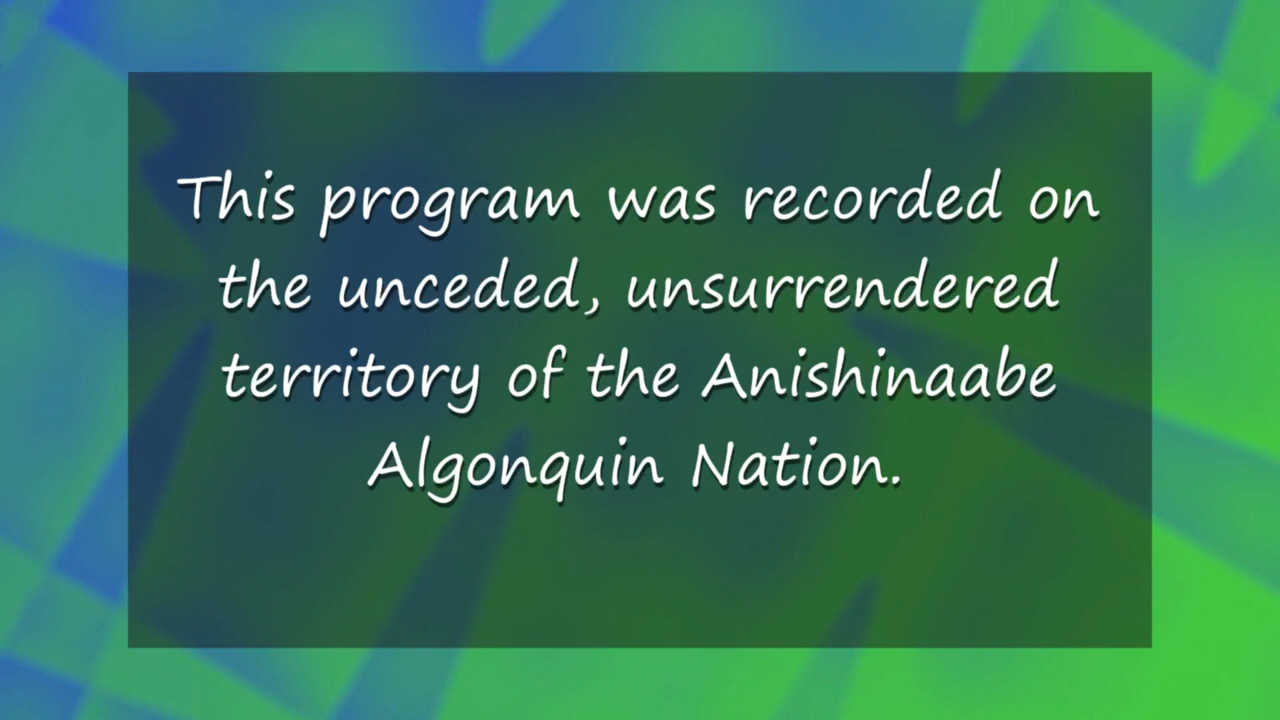 This program was recorded on
the unceded, unsurrendered
territory of the Anishinaabe
Algonquin Nation.